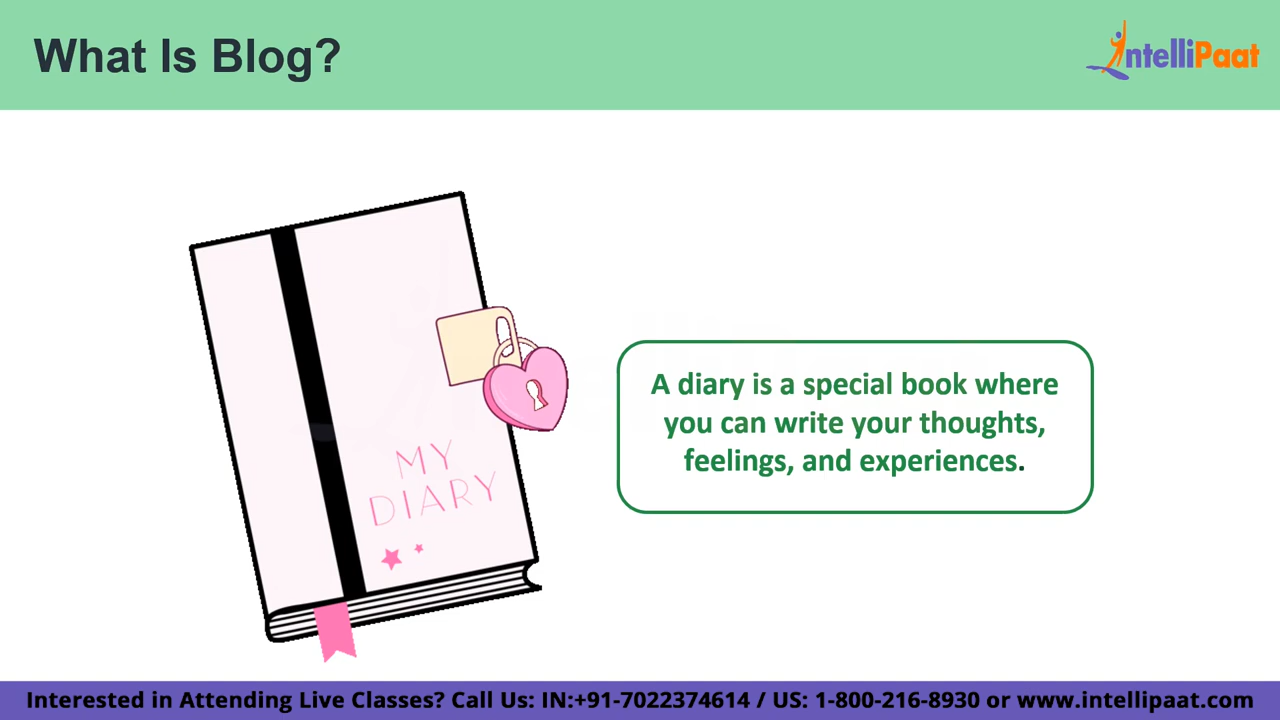 What Is Blog?
IntelliPaat
MY
DIARY
A diary is a special book where
you can write your thoughts,
feelings, and experiences.
Interested in Attending Live Classes? Call Us: IN:+91-7022374614 / US: 1-800-216-8930 or www.intellipaat.com